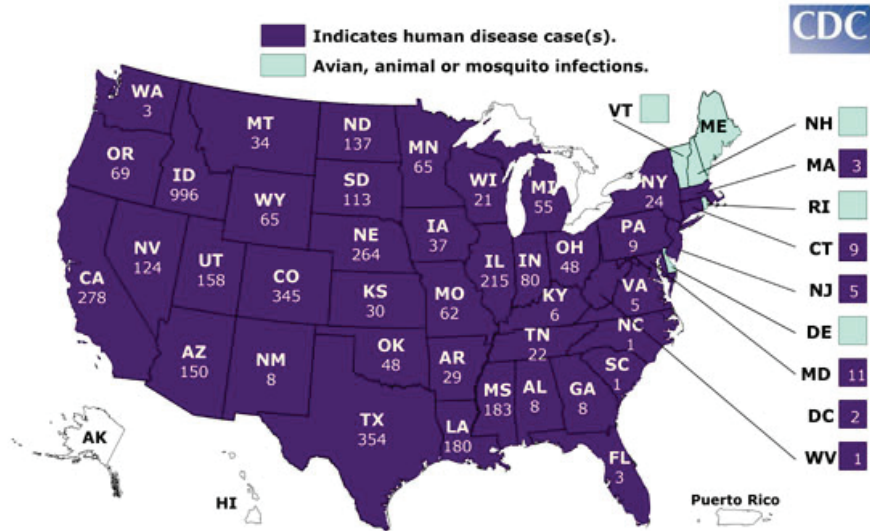 CDC
Indicates human disease case(s).
Avian, animal or mosquito infections.
WA
3
MT
34
ND
137
MN
65
VT
ME
NH
OR
69
ID
996
SD
113
WI
21
MI
55
NY
24
MA 3
WY
65
RI
IA
37
PA
9
NV
124
UT
158
NE
264
IL
215
IN
80
OH
48
CT 9
CA
278
CO
345
KS
30
MO
62
KY
6
VA
5
NJ 5
DE
AZ
150
NM
8
OK
48
AR
29
TN
22
NC
1
SC
1
MD 11
MS
183
AL
8
GA
8
DC 2
TX
354
LA
180
FL
3
WV 1
AK
HI
Puerto Rico